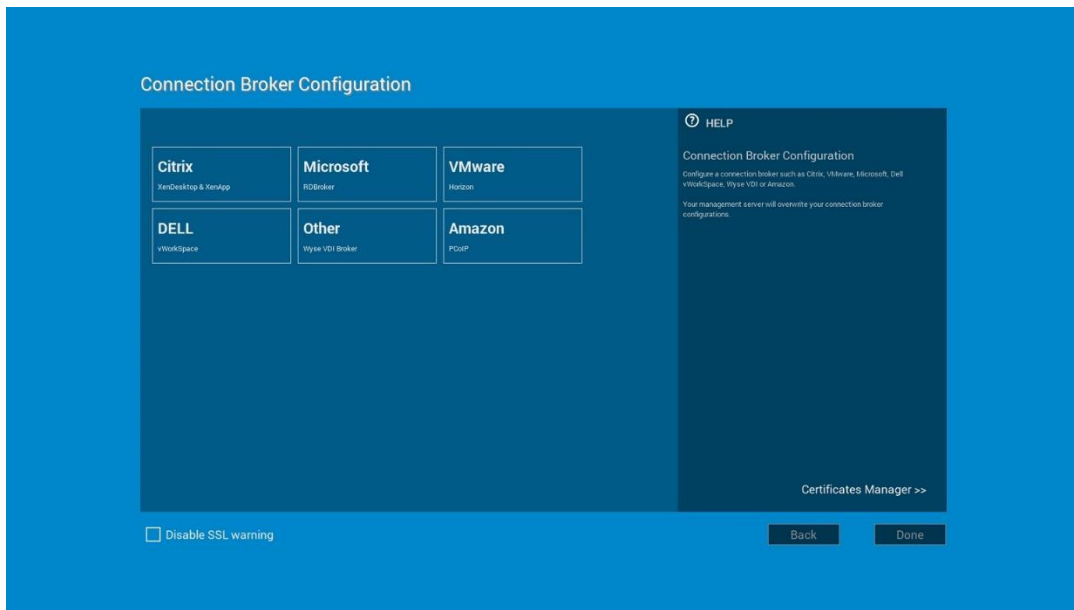 Connection Broker Configuration
Citrix
XenDesktop & XenApp
Microsoft
RDBroker
VMware
Horizon
DELL
vWorkSpace
Other
Wyse VDI Broker
Amazon
PCoIP
? HELP
Connection Broker Configuration
Configure a connection broker such as Citrix, VMware, Microsoft, Dell
vWorkSpace, Wyse VDI or Amazon.
Your management server will overwrite your connection broker
configurations.
Certificates Manager >>
Disable SSL warning
Back
Done